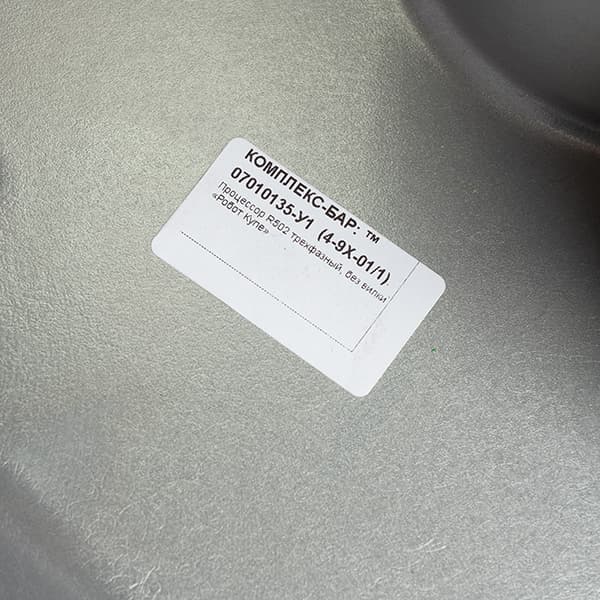 КОМПЛЕКС-БАР: ™
07010135-У1 (4-9Х-01/1)
Процессор R502 трехфазный, без вилки
«Робот Купе»